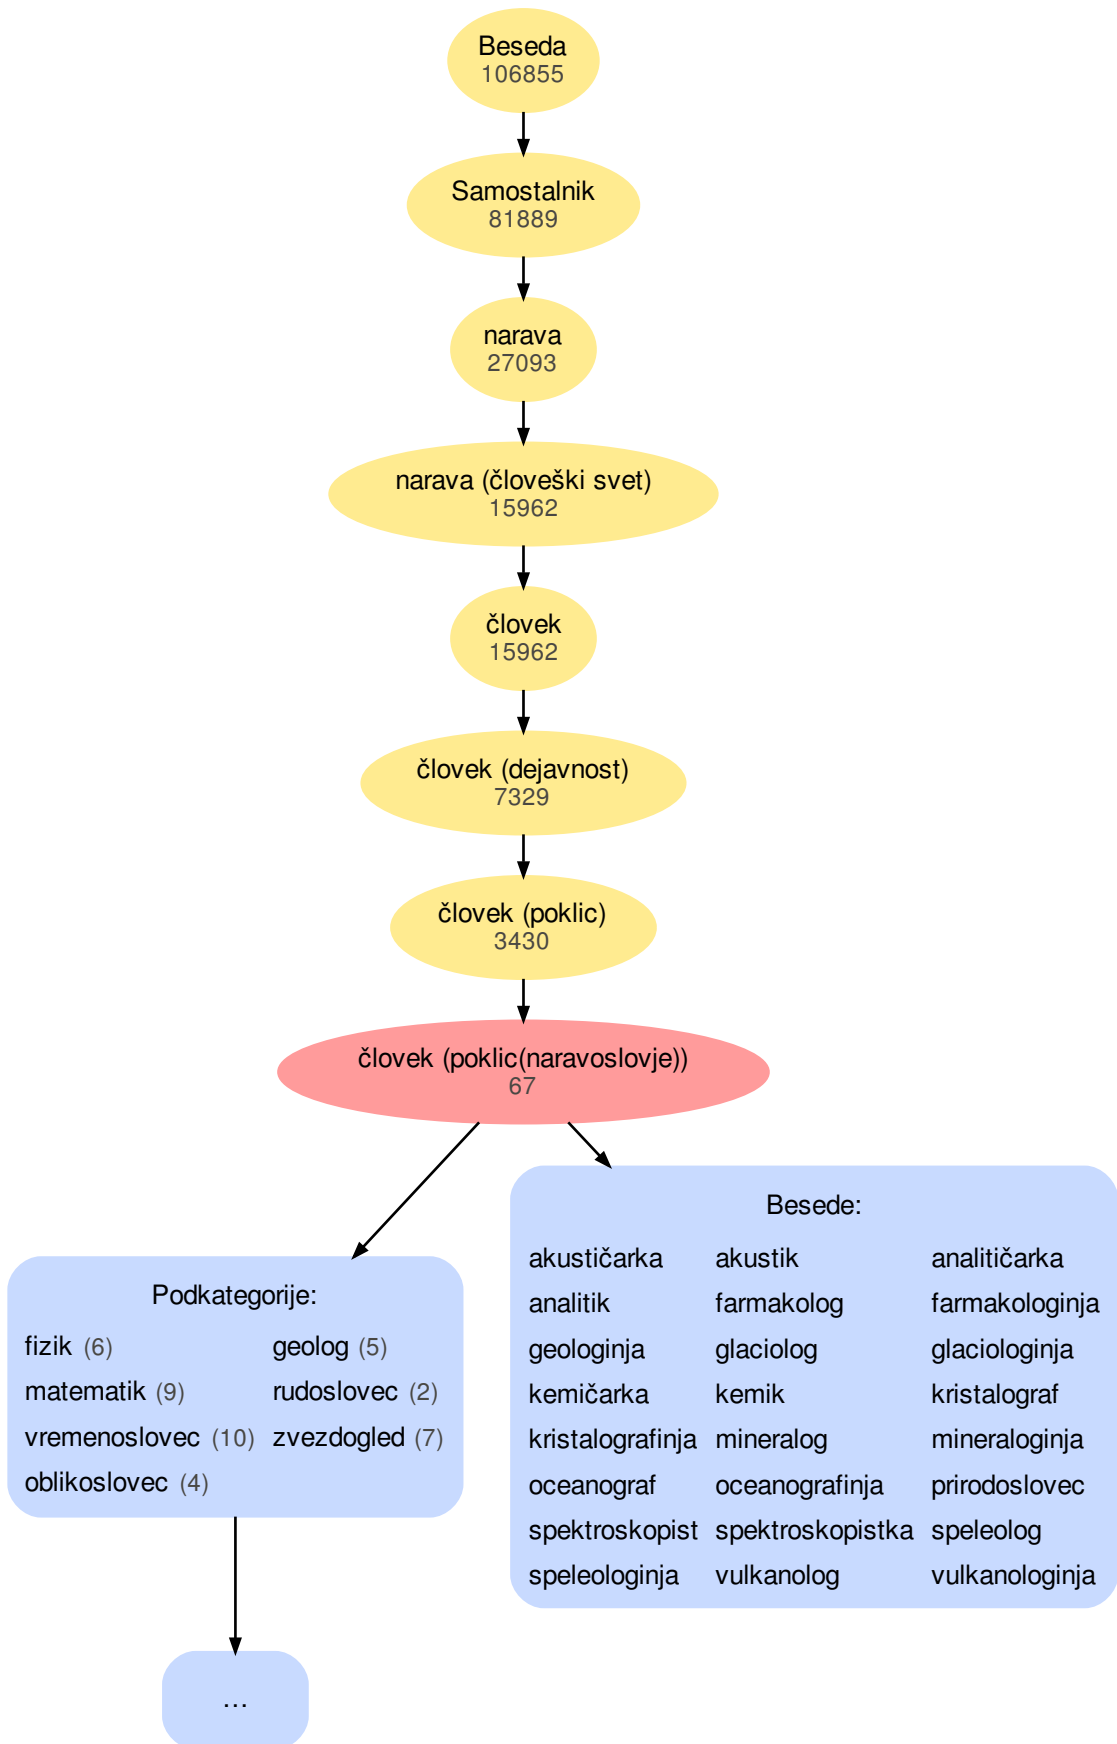 Beseda
106855
Samostalnik
81889
narava
27093
narava (človeški svet)
15962
človek
15962
človek (dejavnost)
7329
človek (poklic)
3430
človek (poklic(naravoslovje))
67
Podkategorije:
fizik (6) geolog (5)
matematik (9) rudoslovec (2)
vremenoslovec (10) zvezdogled (7)
oblikoslovec (4)
...
Besede:
akustičarka akustik analitičarka
analitik farmakolog farmakologinja
geologinja glaciolog glaciologinja
kemičarka kemik kristalograf
kristalografinja mineralog mineraloginja
oceanograf oceanografinja prirodoslovec
spektroskopist spektroskopistka speleolog
speleologinja vulkanolog vulkanologinja